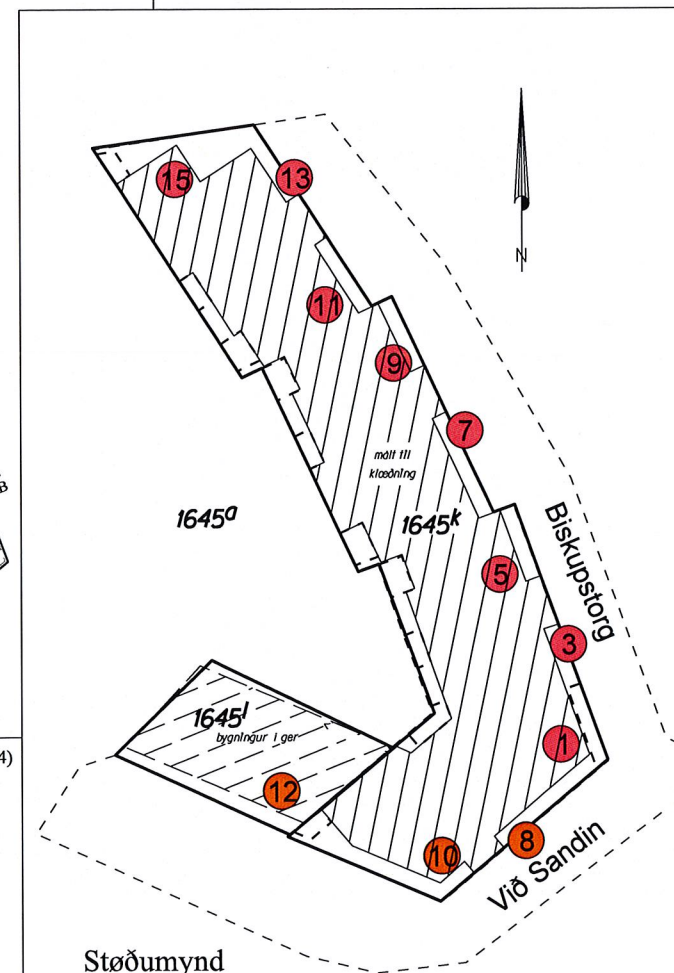 15
13
11
9
7
N
mált til
klæðning
1645a
1645k
5
Biskupstorg
3
1645l
bygningur í ger
1
12
8
10
Við Sandin
4)
Støðumynd